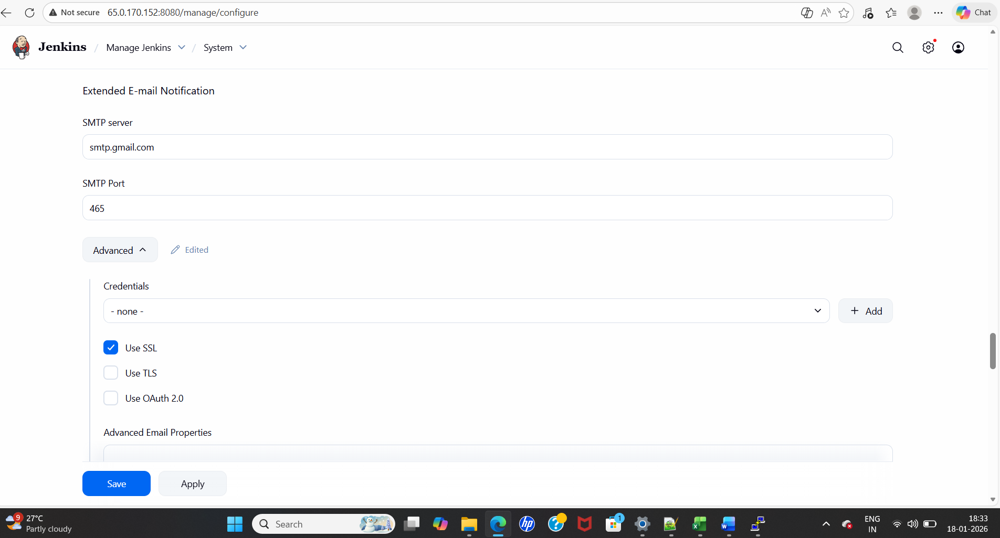 Not secure 65.0.170.152:8080/manage/configure
Chat
Jenkins / Manage Jenkins / System
Extended E-mail Notification
SMTP server
smtp.gmail.com
SMTP Port
465
Advanced Edited
Credentials
- none -
+ Add
Use SSL
Use TLS
Use OAuth 2.0
Advanced Email Properties
Save Apply
9
27°C
Partly cloudy
Search
hp
?
1
X
W
ENG
IN
18:33
18-01-2026